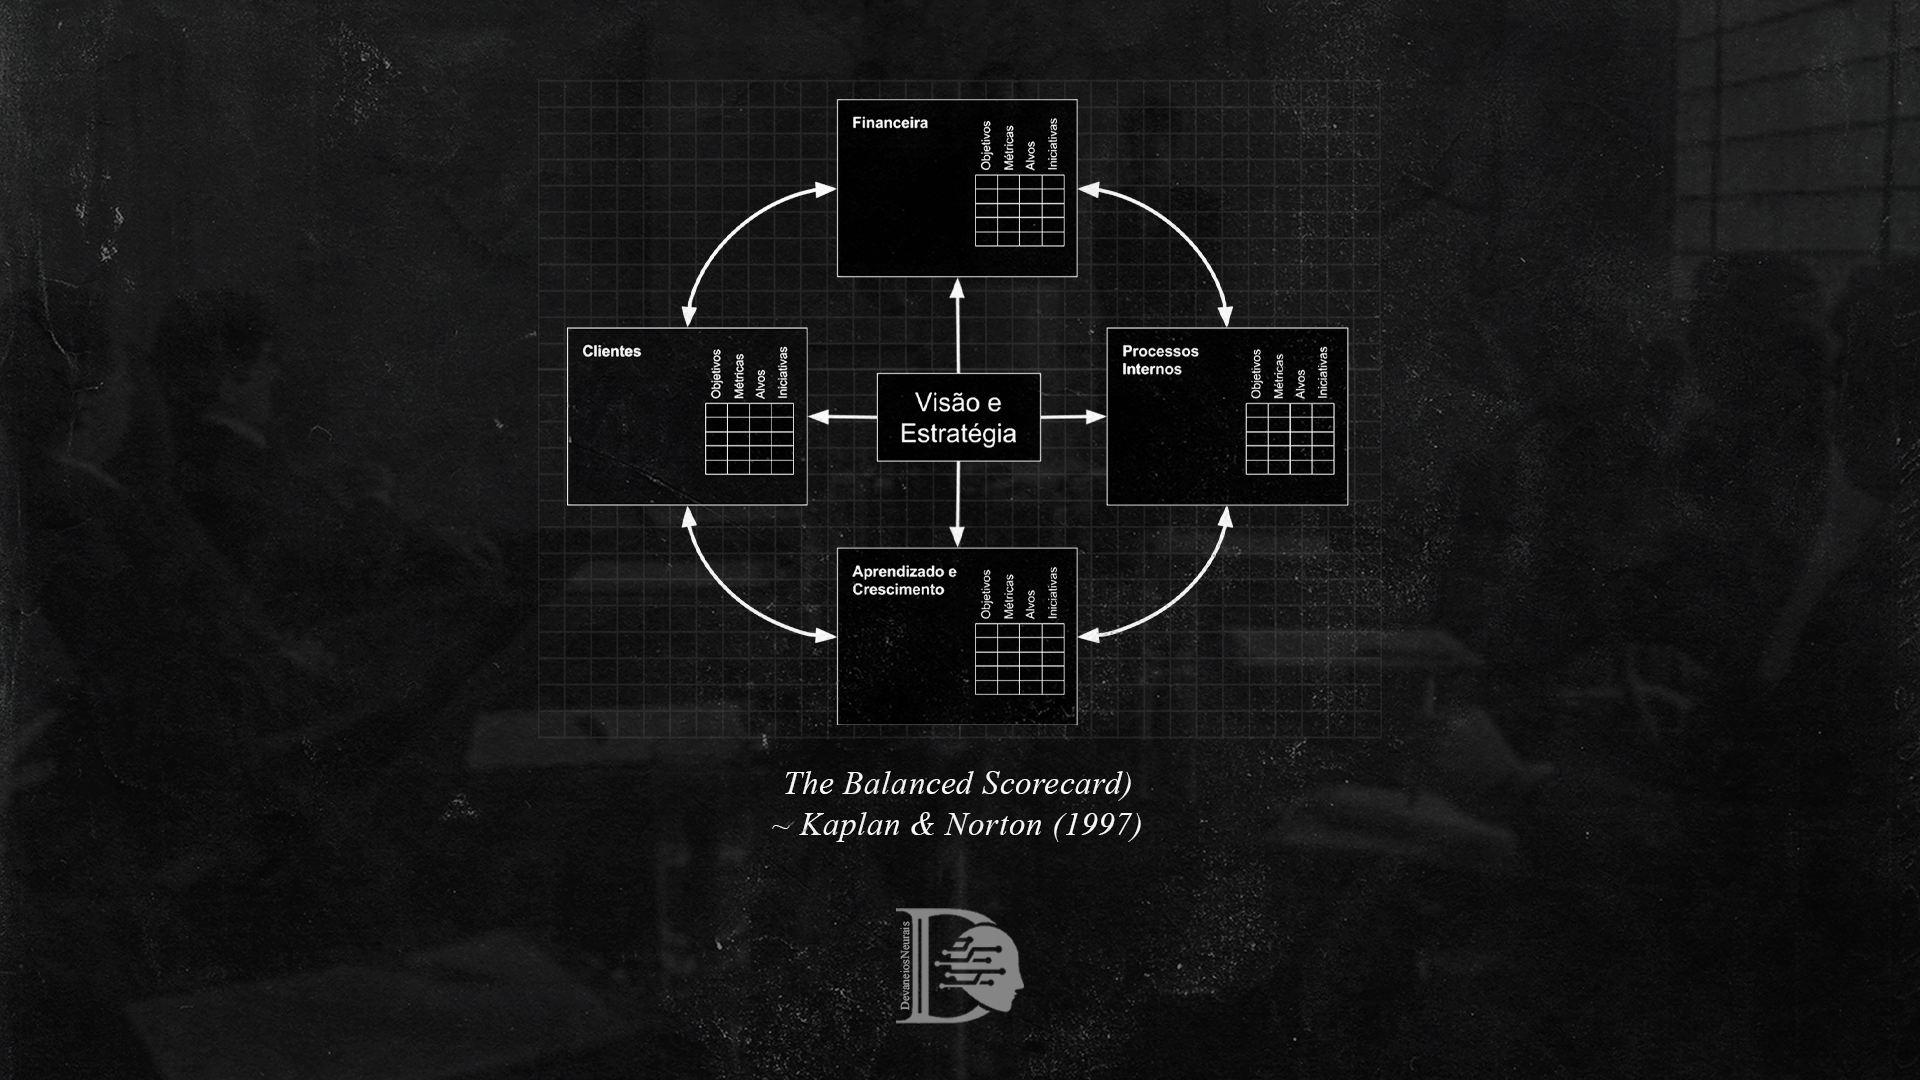 Financeira
Objetivos
Métricas
Alvos
Iniciativas
Clientes
Objetivos
Métricas
Alvos
Iniciativas
Visão e
Estratégia
Processos
Internos
Objetivos
Métricas
Alvos
Iniciativas
Aprendizado e
Crescimento
Objetivos
Métricas
Alvos
Iniciativas
The Balanced Scorecard)
~ Kaplan & Norton (1997)
DevaneiosNeurais